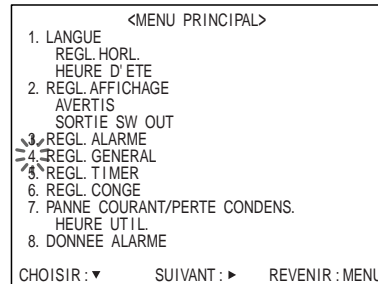 <MENU PRINCIPAL>
1. LANGUE
REGL. HORL.
HEURE D' ETE
2. REGL. AFFICHAGE
AVERTIS
SORTIE SW OUT
3. REGL. ALARME
4. REGL. GENERAL
5. REGL. TIMER
6. REGL. CONGE
7. PANNE COURANT/PERTE CONDENS.
HEURE UTIL.
8. DONNEE ALARME
CHOISIR : ▼ SUIVANT : ► REVENIR : MENU